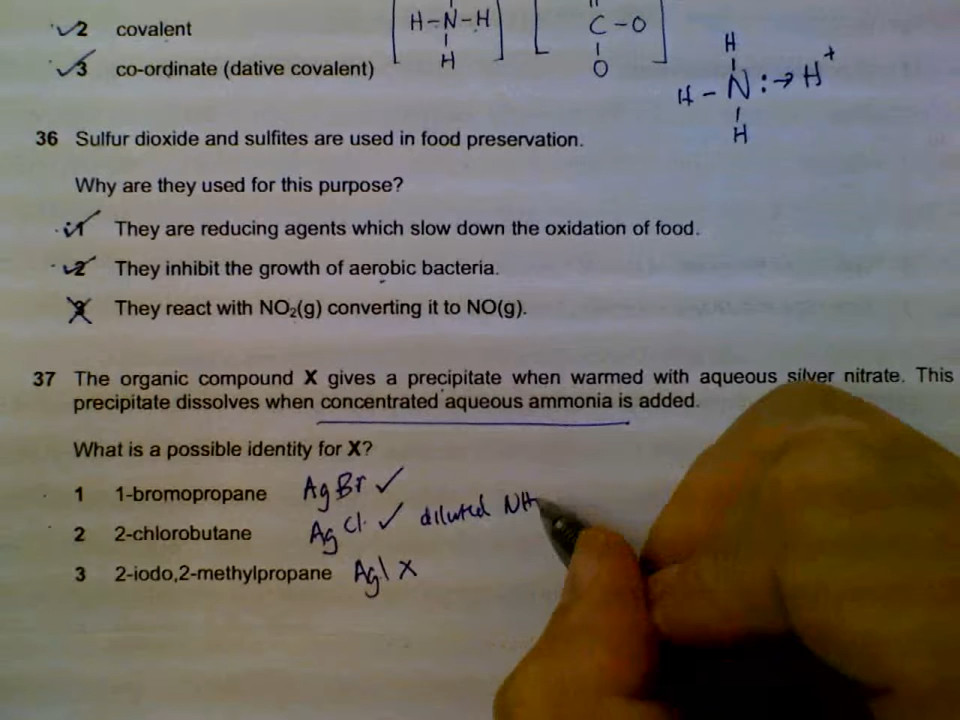 2 covalent
3 co-ordinate (dative covalent)
H-N-H
H
C-O
O
H
H-N:→H+
H
36 Sulfur dioxide and sulfites are used in food preservation.
Why are they used for this purpose?
1 They are reducing agents which slow down the oxidation of food.
2 They inhibit the growth of aerobic bacteria.
3 They react with NO₂(g) converting it to NO(g).
37 The organic compound X gives a precipitate when warmed with aqueous silver nitrate. This
precipitate dissolves when concentrated aqueous ammonia is added.
What is a possible identity for X?
1 1-bromopropane AgBr ✓
2 2-chlorobutane AgCl ✓ diluted NH
3 2-iodo,2-methylpropane AgI X